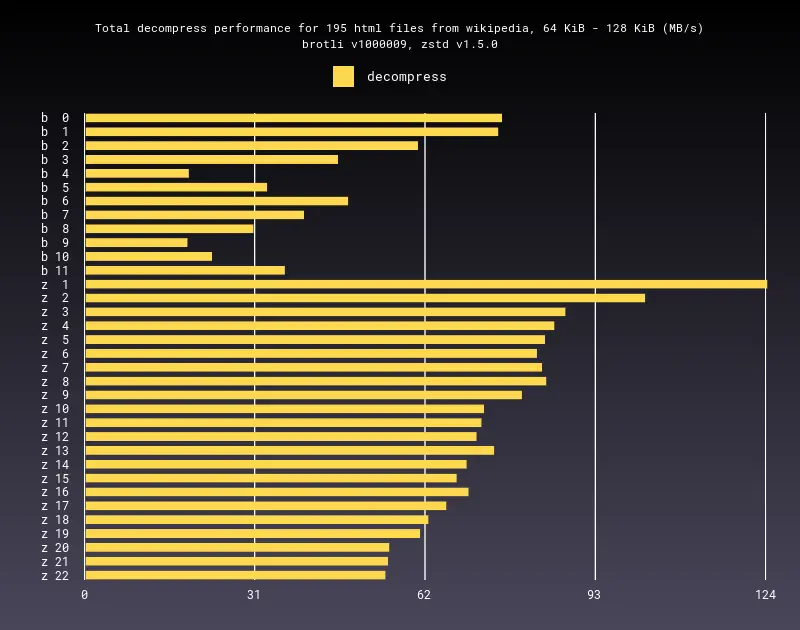 Total decompress performance for 195 html files from wikipedia, 64 KiB - 128 KiB (MB/s)
brotli v1000009, zstd v1.5.0
decompress
b 0
b 1
b 2
b 3
b 4
b 5
b 6
b 7
b 8
b 9
b 10
b 11
z 1
z 2
z 3
z 4
z 5
z 6
z 7
z 8
z 9
z 10
z 11
z 12
z 13
z 14
z 15
z 16
z 17
z 18
z 19
z 20
z 21
z 22
0 31 62 93 124